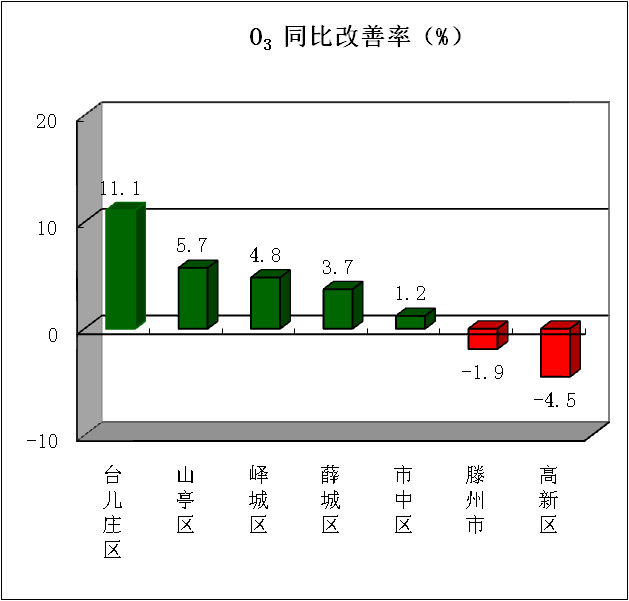 O₃ 同比改善率（%）
20
10
0
-10
11.1
5.7
4.8
3.7
1.2
-1.9
-4.5
台儿庄区
山亭区
峄城区
薛城区
市中区
滕州市
高新区